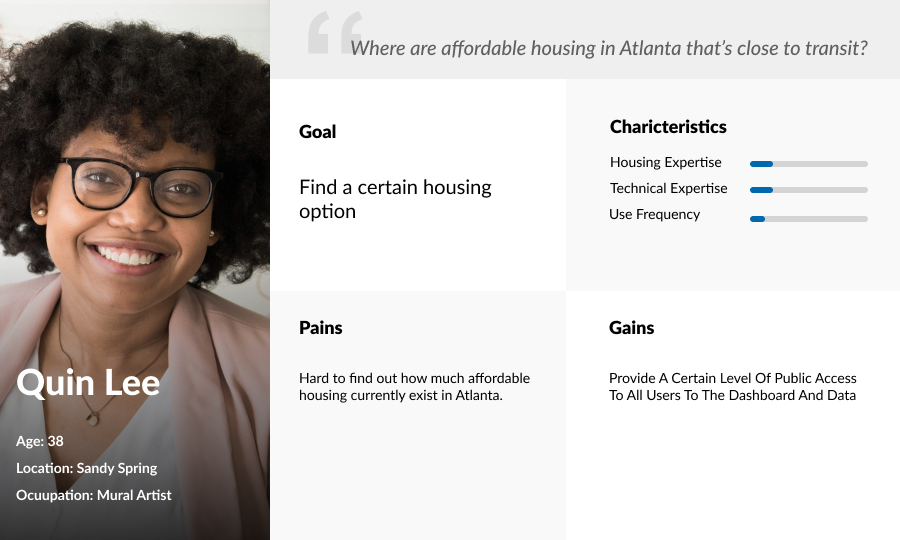 “
Where are affordable housing in Atlanta that’s close to transit?
Quin Lee
Age: 38
Location: Sandy Spring
Ocuupation: Mural Artist
Goal
Find a certain housing
option
Charicteristics
Housing Expertise
Technical Expertise
Use Frequency
Pains
Hard to find out how much affordable
housing currently exist in Atlanta.
Gains
Provide A Certain Level Of Public Access
To All Users To The Dashboard And Data